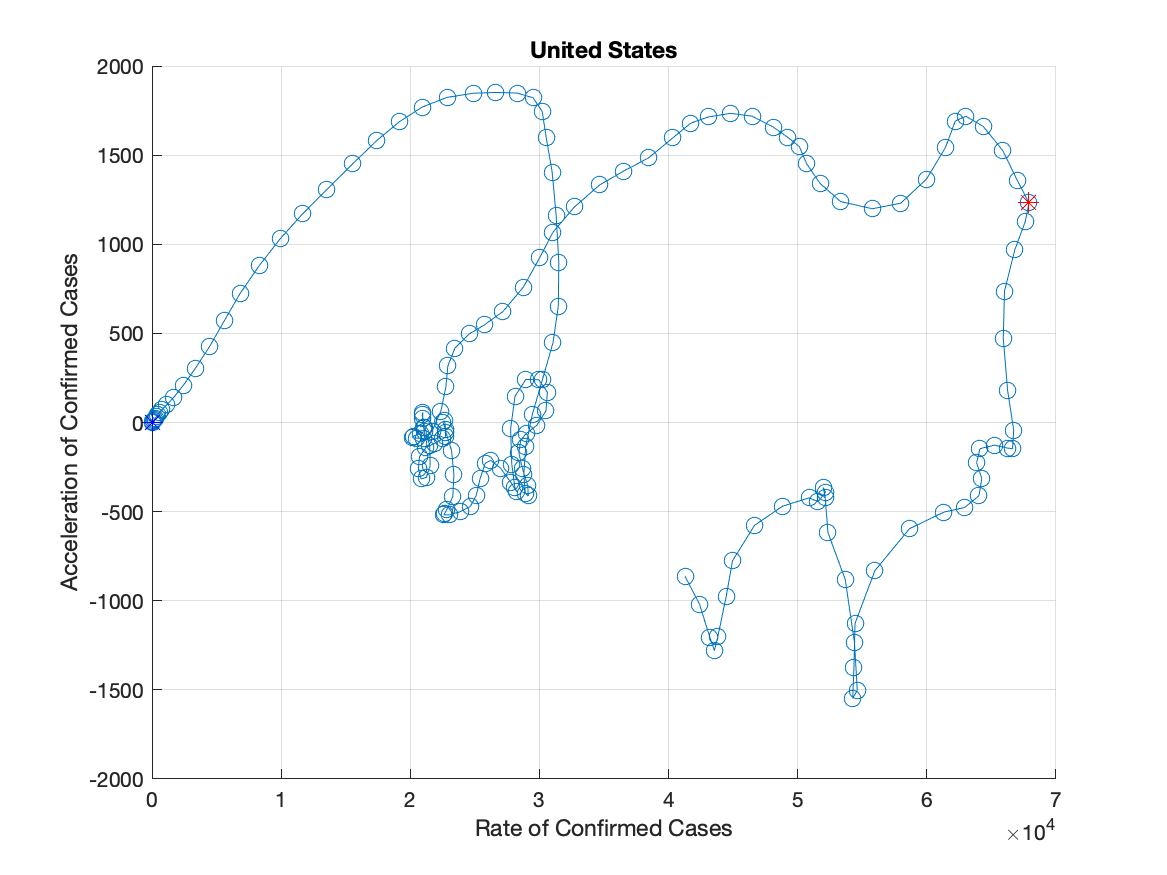 United States
Acceleration of Confirmed Cases
2000
1500
1000
500
0
-500
-1000
-1500
-2000
0 1 2 3 4 5 6 7
×10⁴
Rate of Confirmed Cases